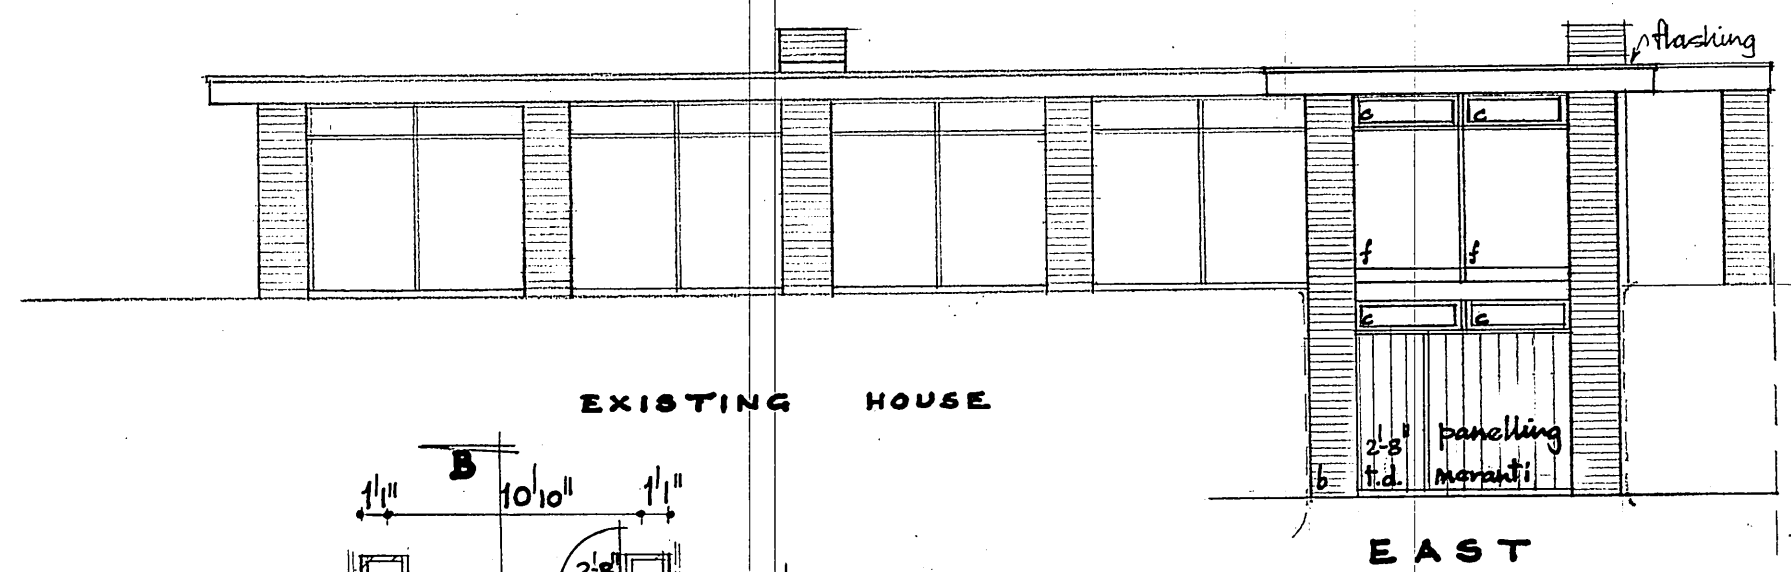 flashing
c c
f f
c c
EXISTING HOUSE
2'-8" panelling
b t.d. meranti
B
1'1" 10'10" 1'1"
EAST
2'-8"